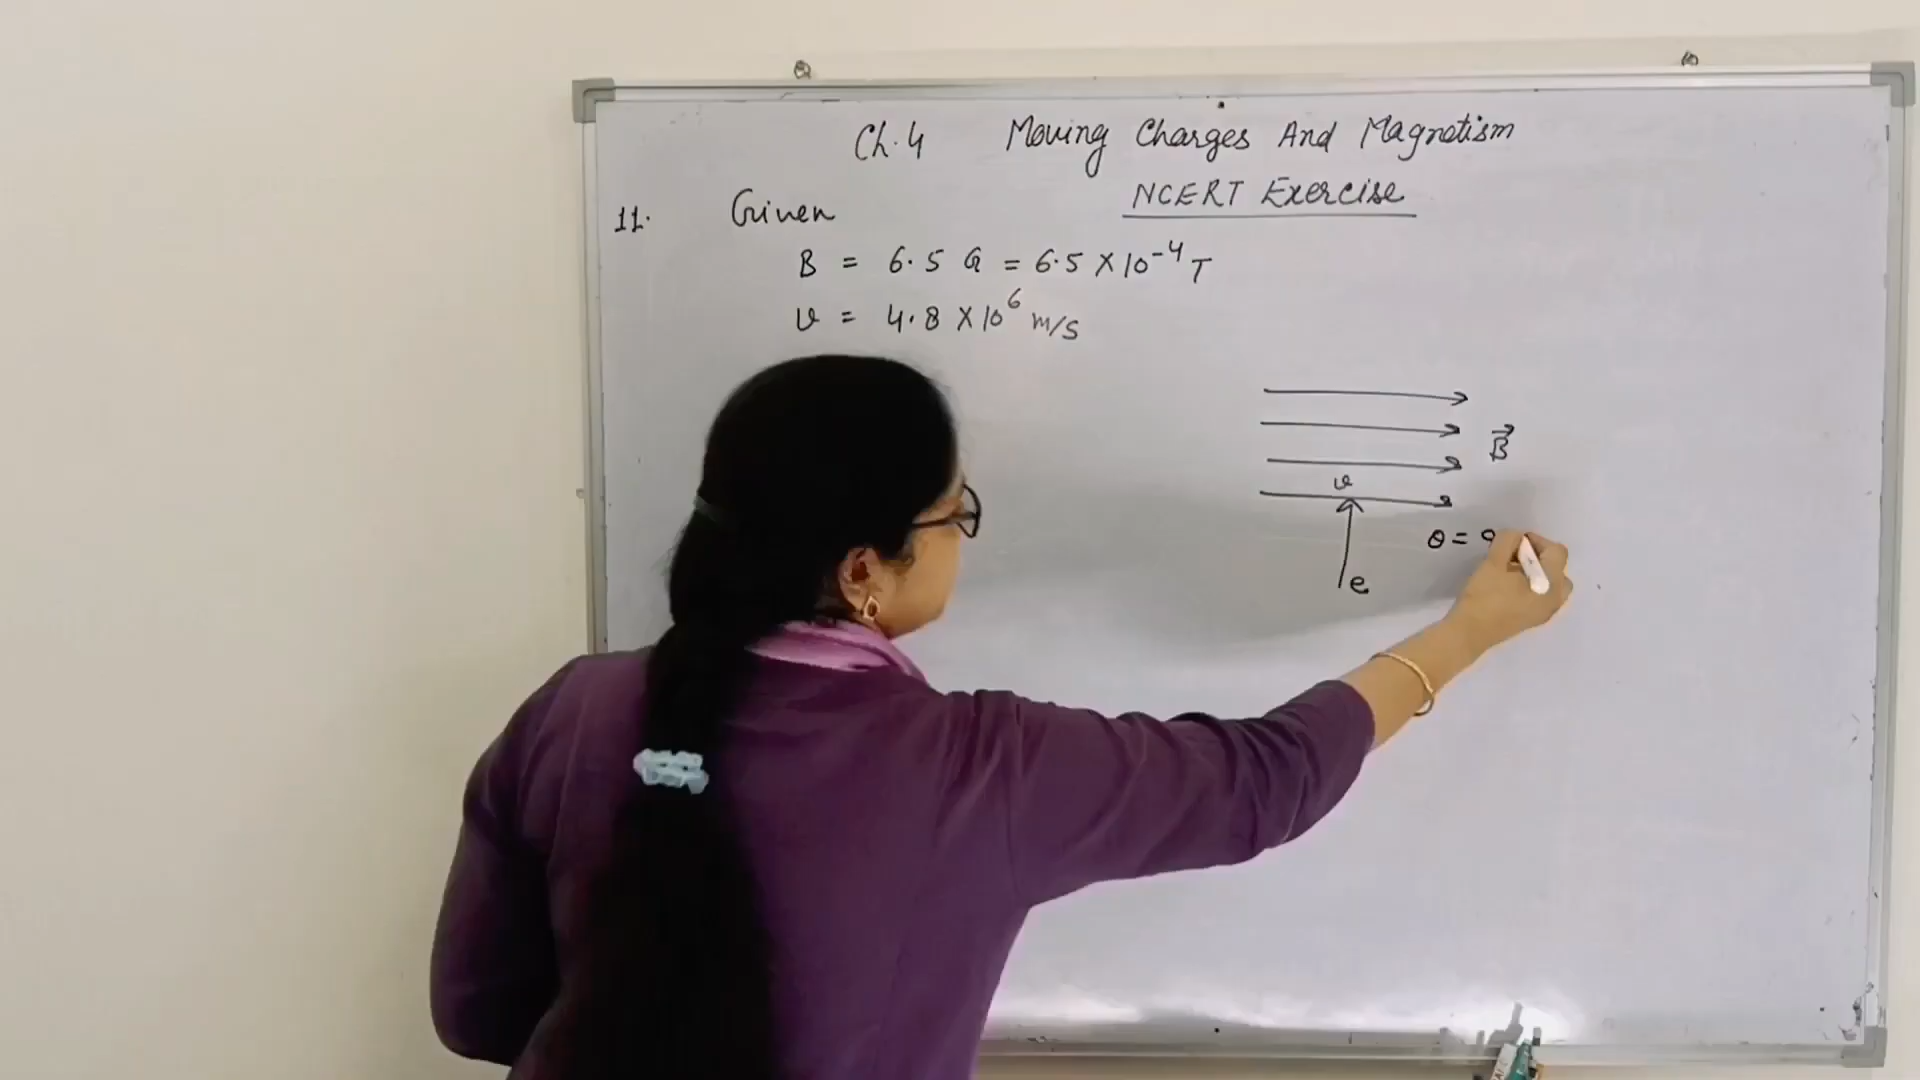 Ch. 4 Moving Charges And Magnetism
NCERT Exercise
11. Given
B = 6.5 G = 6.5 × 10⁻⁴ T
v = 4.8 × 10⁶ m/s
B⃗
v
θ = 9
e